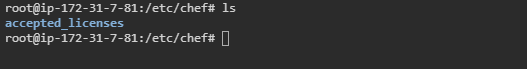 root@ip-172-31-7-81:/etc/chef# ls
accepted_licenses
root@ip-172-31-7-81:/etc/chef#